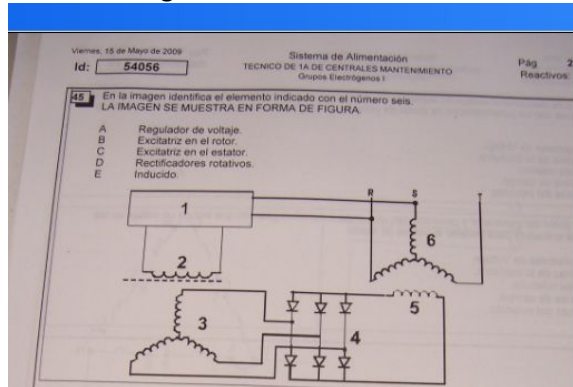 Viernes, 15 de Mayo de 2009
Id: 54056
Sistema de Alimentación
TECNICO DE 1A DE CENTRALES MANTENIMIENTO
Grupos Electrógenos I
Pág 2
Reactivos:
45 En la imagen identifica el elemento indicado con el número seis.
LA IMAGEN SE MUESTRA EN FORMA DE FIGURA.
A Regulador de voltaje.
B Excitatriz en el rotor.
C Excitatriz en el estator.
D Rectificadores rotativos.
E Inducido.
R S T
1
6
2
5
3
4